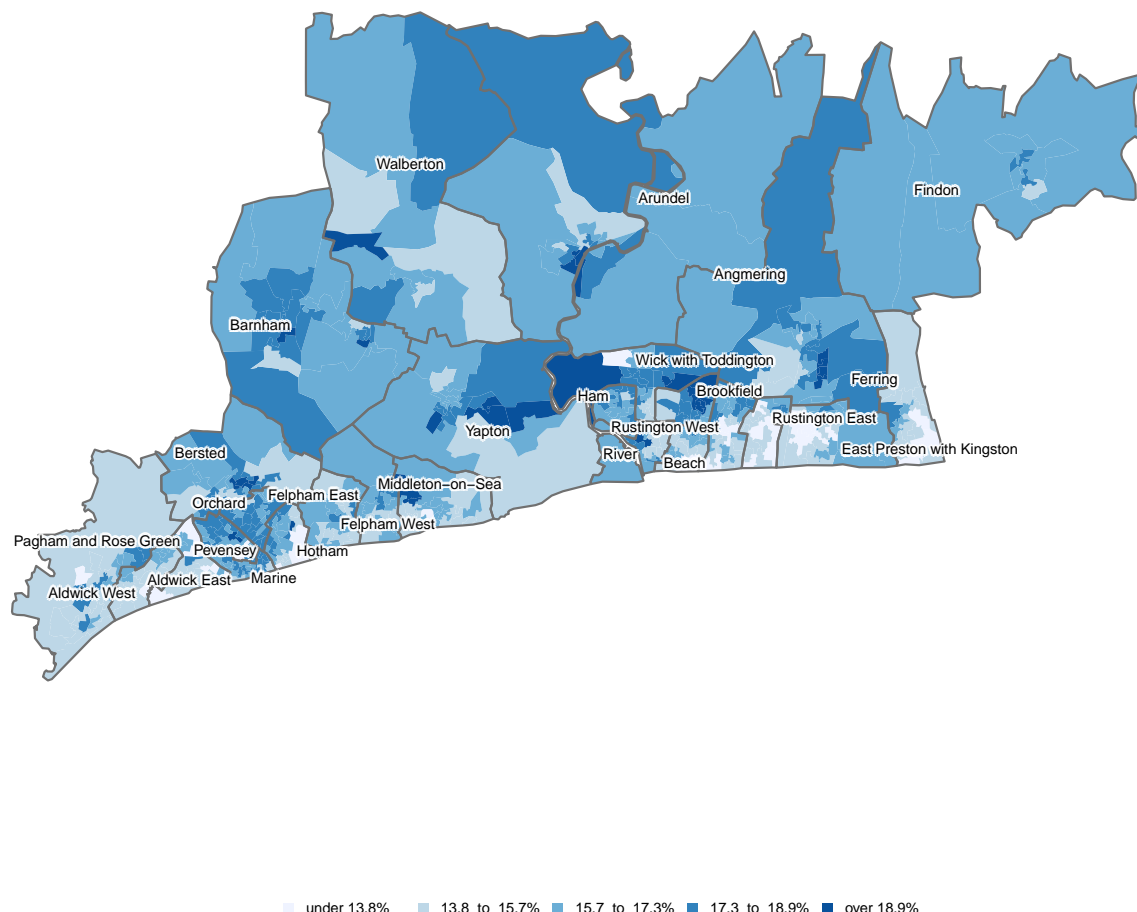 Walberton
Arundel
Findon
Angmering
Barnham
Wick with Toddington
Ferring
Brookfield
Ham
Rustington East
Rustington West
Yapton
East Preston with Kingston
Bersted
River
Beach
Middleton−on−Sea
Felpham East
Orchard
Felpham West
Pagham and Rose Green
Pevensey
Hotham
Aldwick East
Marine
Aldwick West
under 13.8% 13.8 to 15.7% 15.7 to 17.3% 17.3 to 18.9% over 18.9%